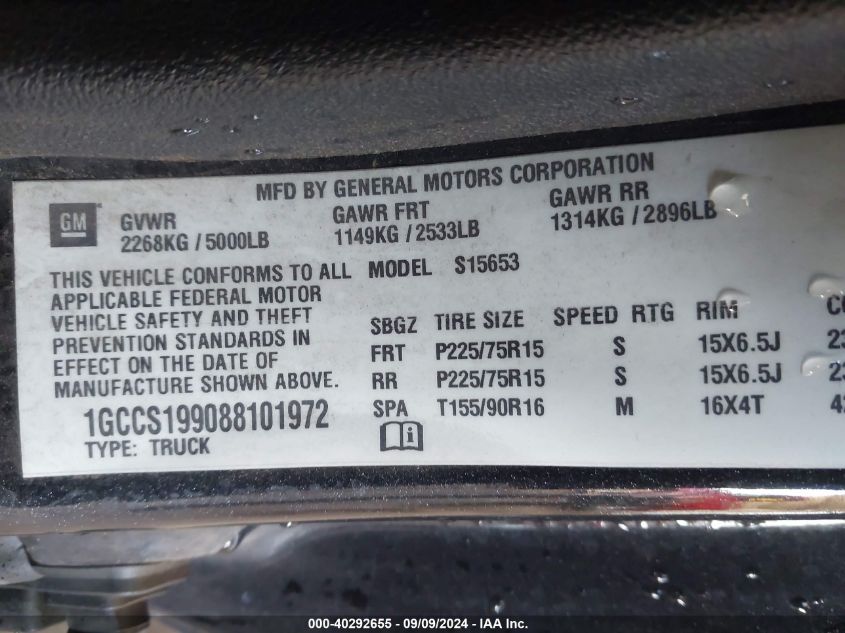 MFD BY GENERAL MOTORS CORPORATION
GM
GVWR GAWR FRT GAWR RR
2268KG / 5000LB 1149KG / 2533LB 1314KG / 2896LB
THIS VEHICLE CONFORMS TO ALL
APPLICABLE FEDERAL MOTOR
VEHICLE SAFETY AND THEFT
PREVENTION STANDARDS IN
EFFECT ON THE DATE OF
MANUFACTURE SHOWN ABOVE.
1GCCS199088101972
TYPE: TRUCK
MODEL S15653
SBGZ TIRE SIZE SPEED RTG RIM
FRT P225/75R15 S 15X6.5J
RR P225/75R15 S 15X6.5J
SPA T155/90R16 M 16X4T
000-40292655 - 09/09/2024 - IAA Inc.